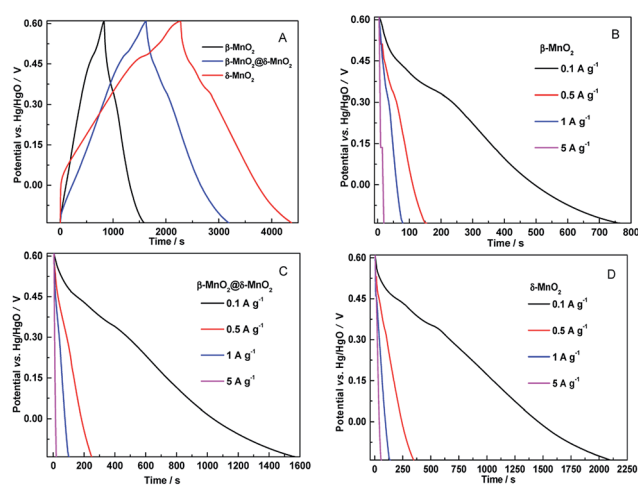 A
β-MnO2
β-MnO2@δ-MnO2
δ-MnO2
Potential vs. Hg/HgO / V
0.60
0.45
0.30
0.15
0.00
0 1000 2000 3000 4000
Time / s
B
β-MnO2
0.1 A g-1
0.5 A g-1
1 A g-1
5 A g-1
Potential vs. Hg/HgO / V
0.60
0.45
0.30
0.15
0.00
0 100 200 300 400 500 600 700 800
Time / s
C
β-MnO2@δ-MnO2
0.1 A g-1
0.5 A g-1
1 A g-1
5 A g-1
Potential vs. Hg/HgO / V
0.60
0.45
0.30
0.15
0.00
0 200 400 600 800 1000 1200 1400 1600
Time / s
D
δ-MnO2
0.1 A g-1
0.5 A g-1
1 A g-1
5 A g-1
Potential vs. Hg/HgO / V
0.60
0.45
0.30
0.15
0.00
0 250 500 750 1000 1250 1500 1750 2000 2250
Time / s